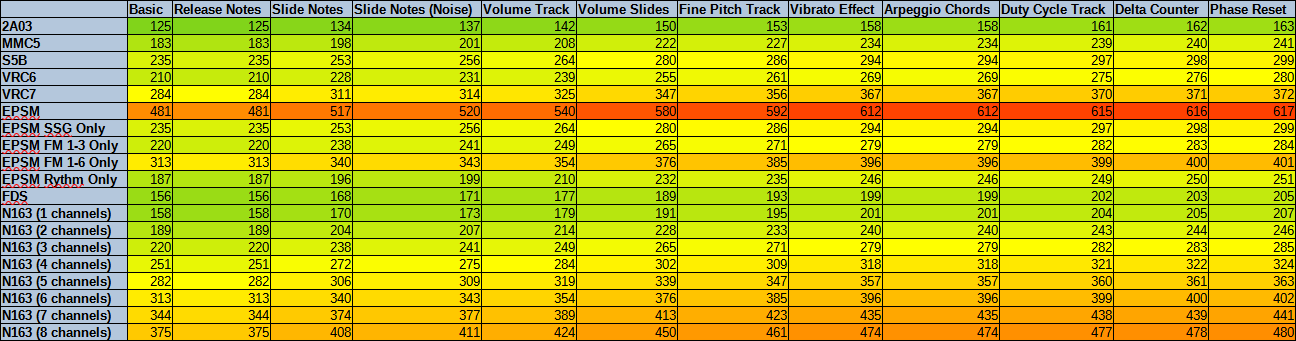 Basic Release Notes Slide Notes Slide Notes (Noise) Volume Track Volume Slides Fine Pitch Track Vibrato Effect Arpeggio Chords Duty Cycle Track Delta Counter Phase Reset
2A03 125 125 134 137 142 150 153 158 158 161 162 163
MMC5 183 183 198 201 208 222 227 234 234 239 240 241
S5B 235 235 253 256 264 280 286 294 294 297 298 299
VRC6 210 210 228 231 239 255 261 269 269 275 276 280
VRC7 284 284 311 314 325 347 356 367 367 370 371 372
EPSM 481 481 517 520 540 580 592 612 612 615 616 617
EPSM SSG Only 235 235 253 256 264 280 286 294 294 297 298 299
EPSM FM 1-3 Only 220 220 238 241 249 265 271 279 279 282 283 284
EPSM FM 1-6 Only 313 313 340 343 354 376 385 396 396 399 400 401
EPSM Rythm Only 187 187 196 199 210 232 235 246 246 249 250 251
FDS 156 156 168 171 177 189 193 199 199 202 203 205
N163 (1 channels) 158 158 170 173 179 191 195 201 201 204 205 207
N163 (2 channels) 189 189 204 207 214 228 233 240 240 243 244 246
N163 (3 channels) 220 220 238 241 249 265 271 279 279 282 283 285
N163 (4 channels) 251 251 272 275 284 302 309 318 318 321 322 324
N163 (5 channels) 282 282 306 309 319 339 347 357 357 360 361 363
N163 (6 channels) 313 313 340 343 354 376 385 396 396 399 400 402
N163 (7 channels) 344 344 374 377 389 413 423 435 435 438 439 441
N163 (8 channels) 375 375 408 411 424 450 461 474 474 477 478 480